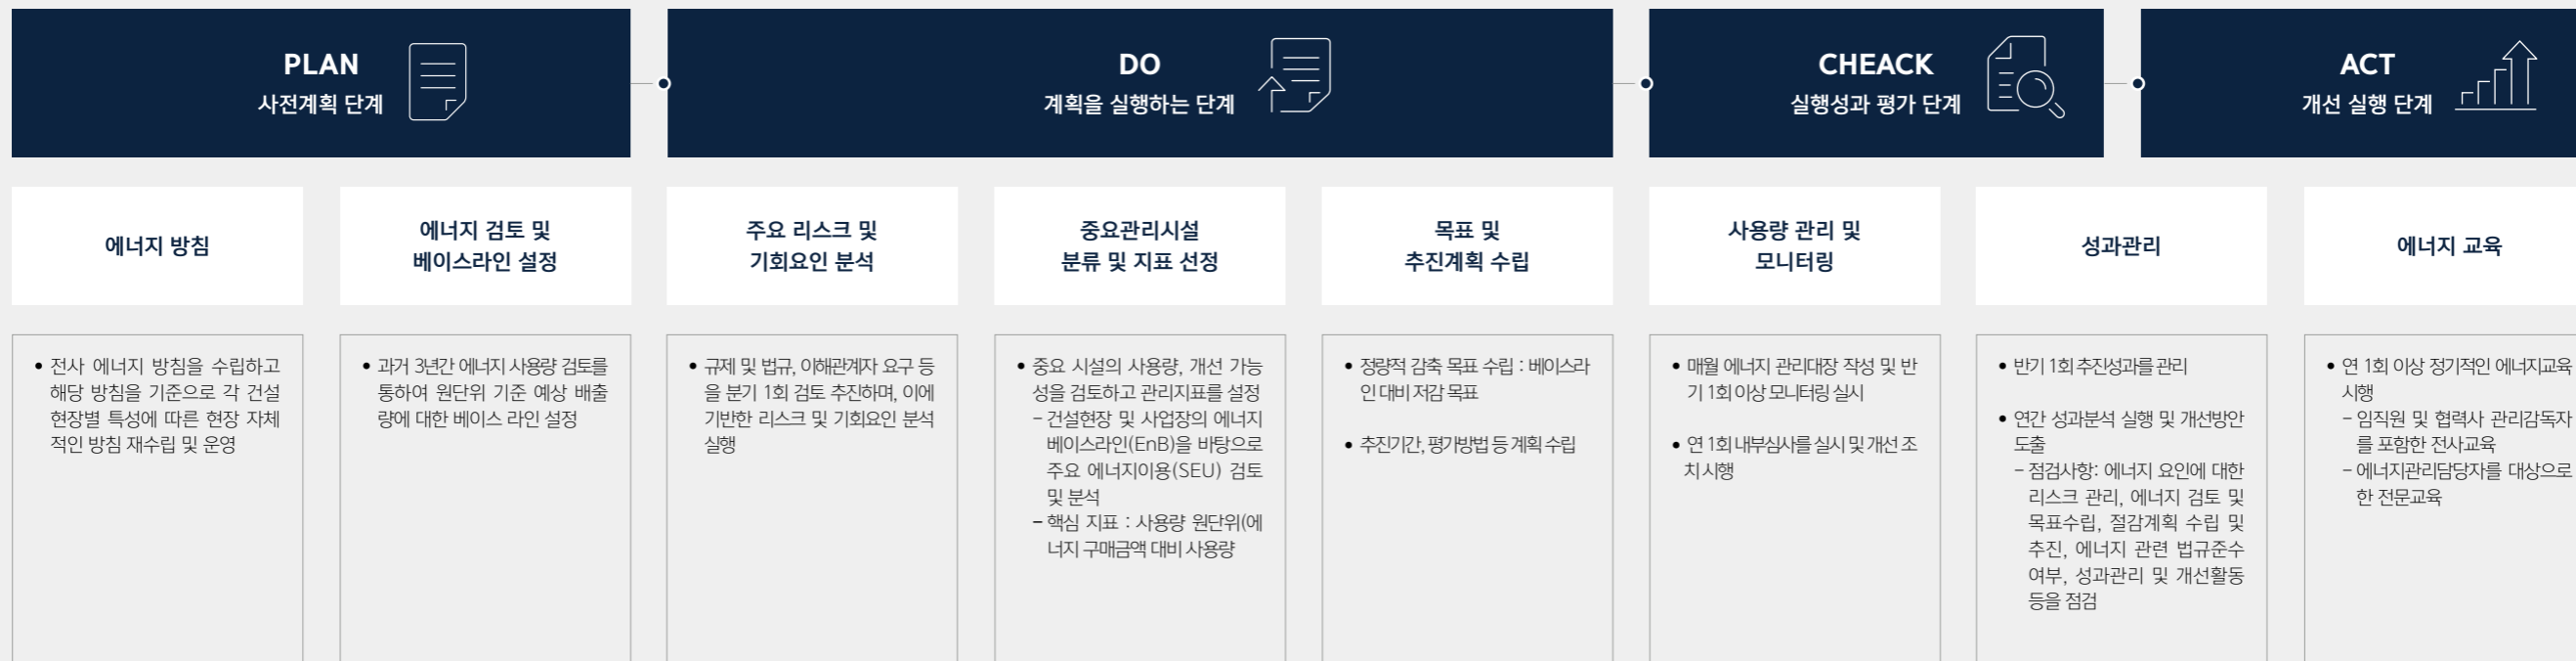 PLAN
사전계획 단계
DO
계획을 실행하는 단계
CHEACK
실행성과 평가 단계
ACT
개선 실행 단계
에너지 방침
에너지 검토 및
베이스라인 설정
주요 리스크 및
기회요인 분석
중요관리시설
분류 및 지표 선정
목표 및
추진계획 수립
사용량 관리 및
모니터링
성과관리
에너지 교육
• 전사 에너지 방침을 수립하고
해당 방침을 기준으로 각 건설
현장별 특성에 따른 현장 자체
적인 방침 재수립 및 운영
• 과거 3년간 에너지 사용량 검토를
통하여 원단위 기준 예상 배출
량에 대한 베이스 라인 설정
• 규제 및 법규, 이해관계자 요구 등
을 분기 1회 검토 추진하며, 이에
기반한 리스크 및 기회요인 분석
실행
• 중요 시설의 사용량, 개선 가능
성을 검토하고 관리지표를 설정
- 건설현장 및 사업장의 에너지
베이스라인(EnB)을 바탕으로
주요 에너지이용(SEU) 검토
및 분석
- 핵심 지표 : 사용량 원단위(에
너지 구매금액 대비 사용량
• 정량적 감축 목표 수립 : 베이스라
인 대비 저감 목표
• 추진기간, 평가방법 등 계획 수립
• 매월 에너지 관리대장 작성 및 반
기 1회 이상 모니터링 실시
• 연 1회 내부심사를 실시 및 개선 조
치 시행
• 반기 1회 추진성과를 관리
• 연간 성과분석 실행 및 개선방안
도출
- 점검사항: 에너지 요인에 대한
리스크 관리, 에너지 검토 및
목표수립, 절감계획 수립 및
추진, 에너지 관련 법규준수
여부, 성과관리 및 개선활동
등을 점검
• 연 1회 이상 정기적인 에너지교육
시행
- 임직원 및 협력사 관리감독자
를 포함한 전사교육
- 에너지관리담당자를 대상으로
한 전문교육